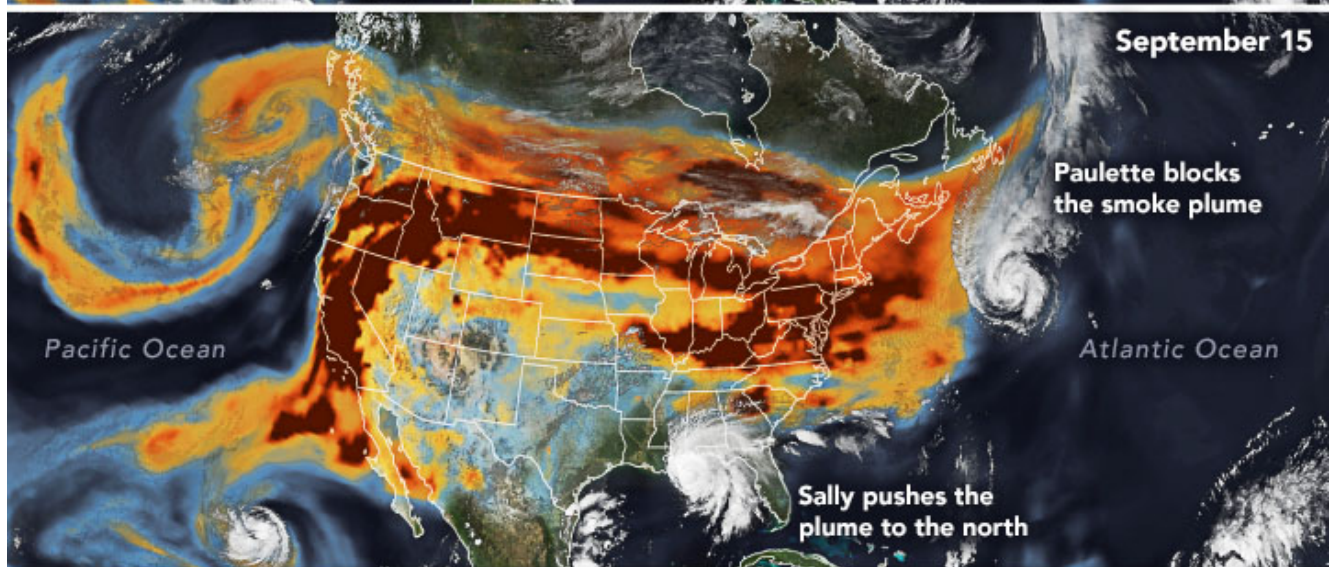 September 15
Paulette blocks
the smoke plume
Pacific Ocean
Atlantic Ocean
Sally pushes the
plume to the north